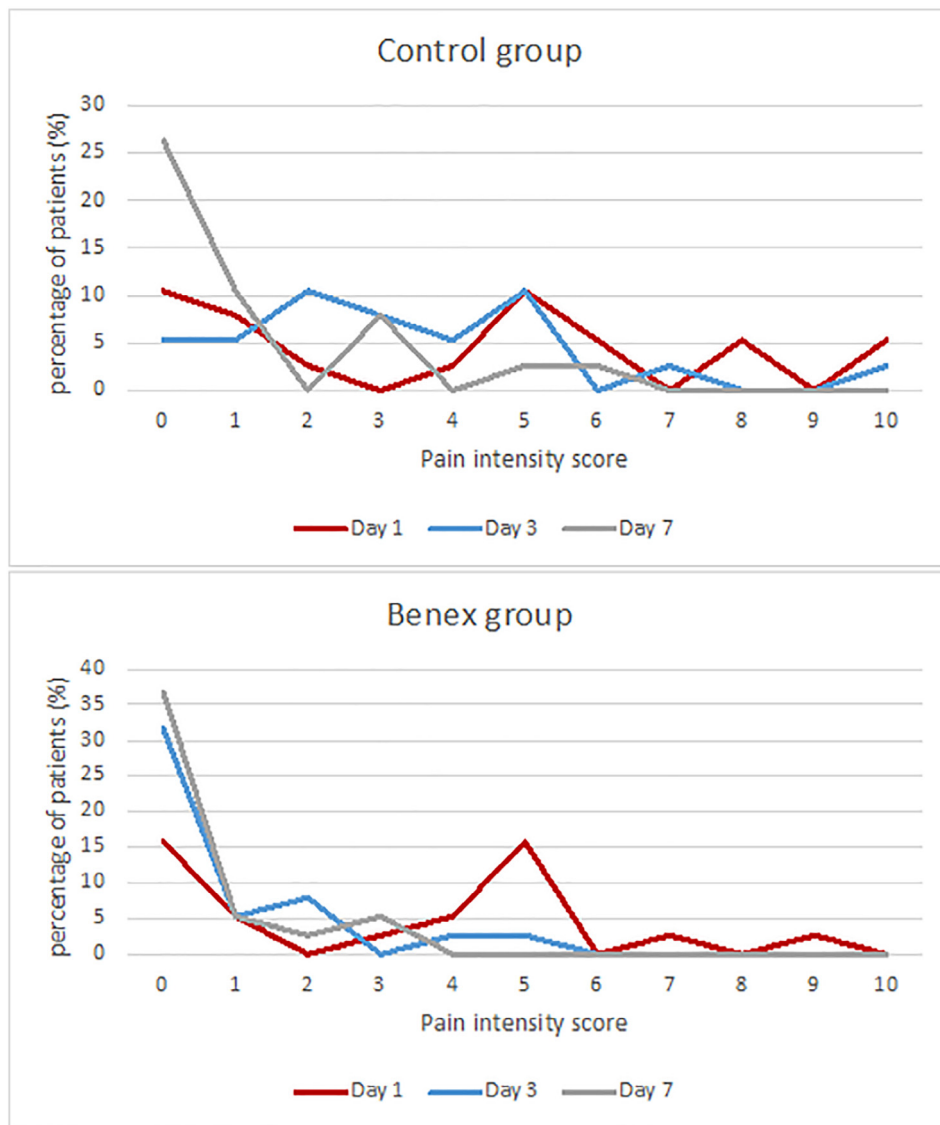 Control group
percentage of patients (%)
30
25
20
15
10
5
0
0 1 2 3 4 5 6 7 8 9 10
Pain intensity score
Day 1 Day 3 Day 7
Benex group
percentage of patients (%)
40
35
30
25
20
15
10
5
0
0 1 2 3 4 5 6 7 8 9 10
Pain intensity score
Day 1 Day 3 Day 7